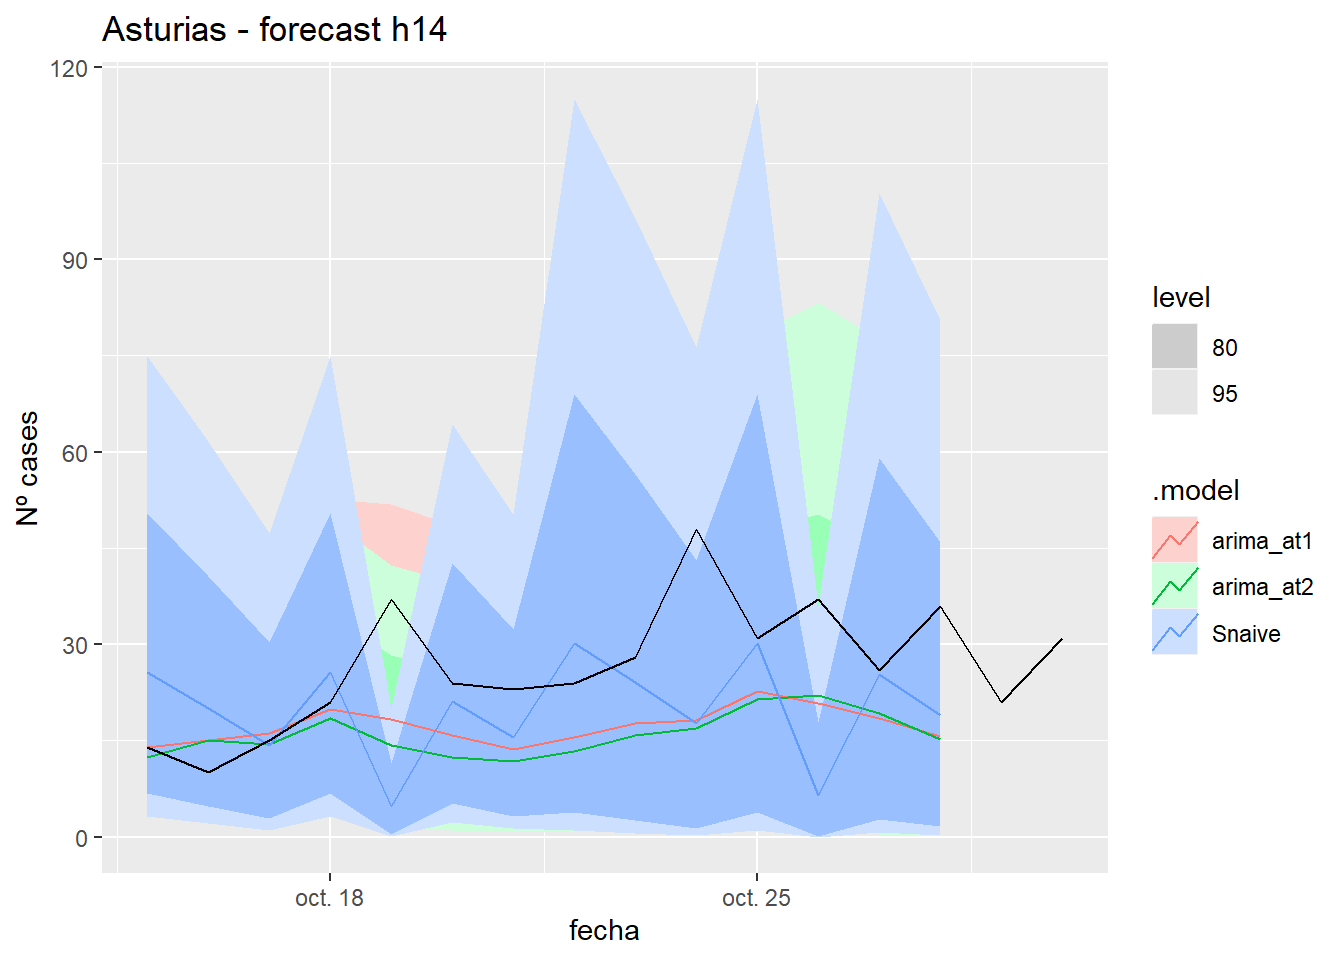 Asturias - forecast h14
120
90
60
30
0
Nº cases
oct. 18
oct. 25
fecha
level
80
95
.model
arima_at1
arima_at2
Snaive